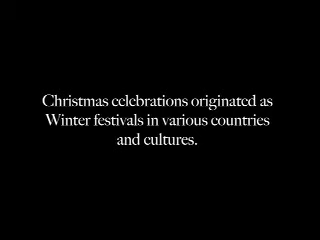 Christmas celebrations originated as
Winter festivals in various countries
and cultures.